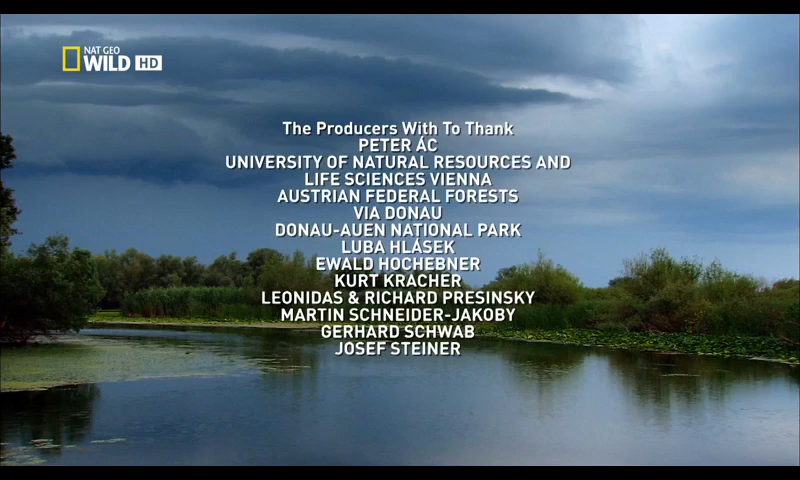 NAT GEO
WILD HD
The Producers With To Thank
PETER ÁC
UNIVERSITY OF NATURAL RESOURCES AND
LIFE SCIENCES VIENNA
AUSTRIAN FEDERAL FORESTS
VIA DONAU
DONAU-AUEN NATIONAL PARK
LUBA HLÁSEK
EWALD HOCHEBNER
KURT KRACHER
LEONIDAS & RICHARD PRESINSKY
MARTIN SCHNEIDER-JAKOBY
GERHARD SCHWAB
JOSEF STEINER